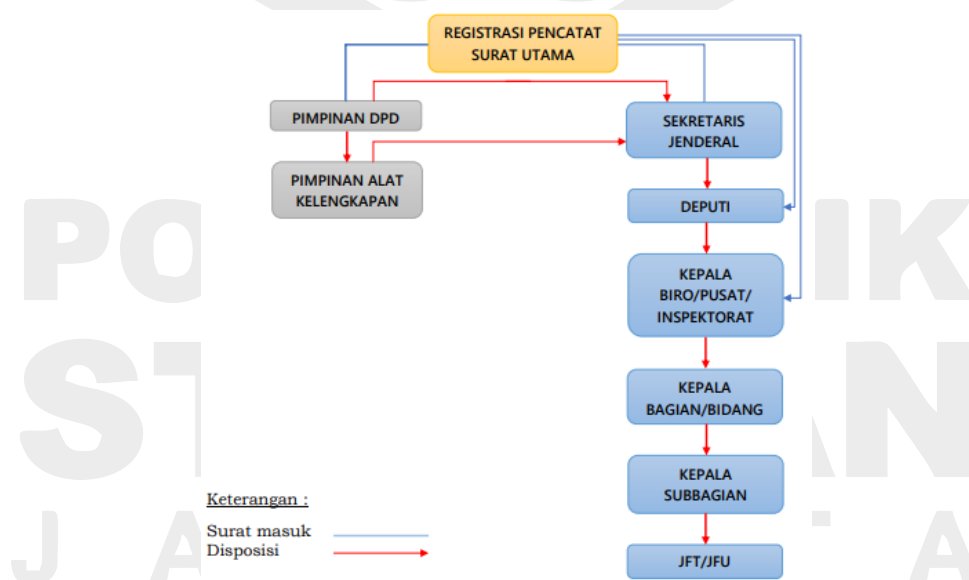 REGISTRASI PENCATAT
SURAT UTAMA
PIMPINAN DPD
SEKRETARIS
JENDERAL
PIMPINAN ALAT
KELENGKAPAN
DEPUTI
KEPALA
BIRO/PUSAT/
INSPEKTORAT
KEPALA
BAGIAN/BIDANG
KEPALA
SUBBAGIAN
JFT/JFU
Keterangan :
Surat masuk
Disposisi